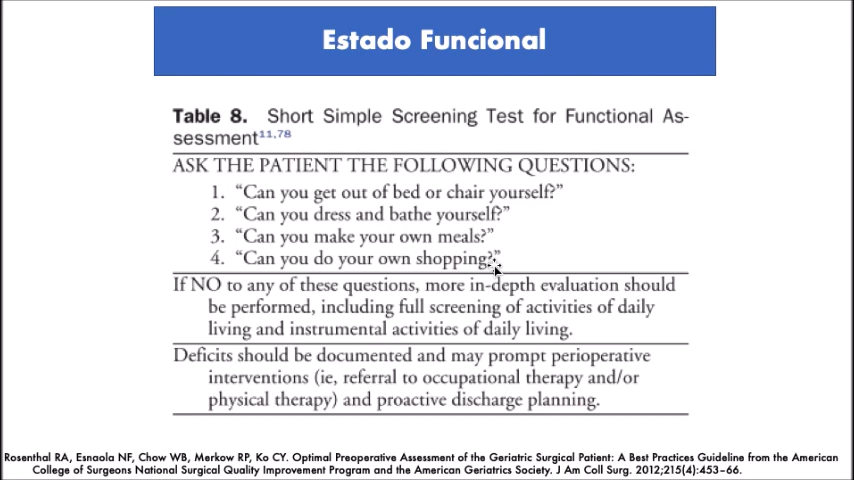 Estado Funcional
Table 8. Short Simple Screening Test for Functional As-
sessment11,78
ASK THE PATIENT THE FOLLOWING QUESTIONS:
1. “Can you get out of bed or chair yourself?”
2. “Can you dress and bathe yourself?”
3. “Can you make your own meals?”
4. “Can you do your own shopping?”
If NO to any of these questions, more in-depth evaluation should
be performed, including full screening of activities of daily
living and instrumental activities of daily living.
Deficits should be documented and may prompt perioperative
interventions (ie, referral to occupational therapy and/or
physical therapy) and proactive discharge planning.
Rosenthal RA, Esnaola NF, Chow WB, Merkow RP, Ko CY. Optimal Preoperative Assessment of the Geriatric Surgical Patient: A Best Practices Guideline from the American
College of Surgeons National Surgical Quality Improvement Program and the American Geriatrics Society. J Am Coll Surg. 2012;215(4):453–66.